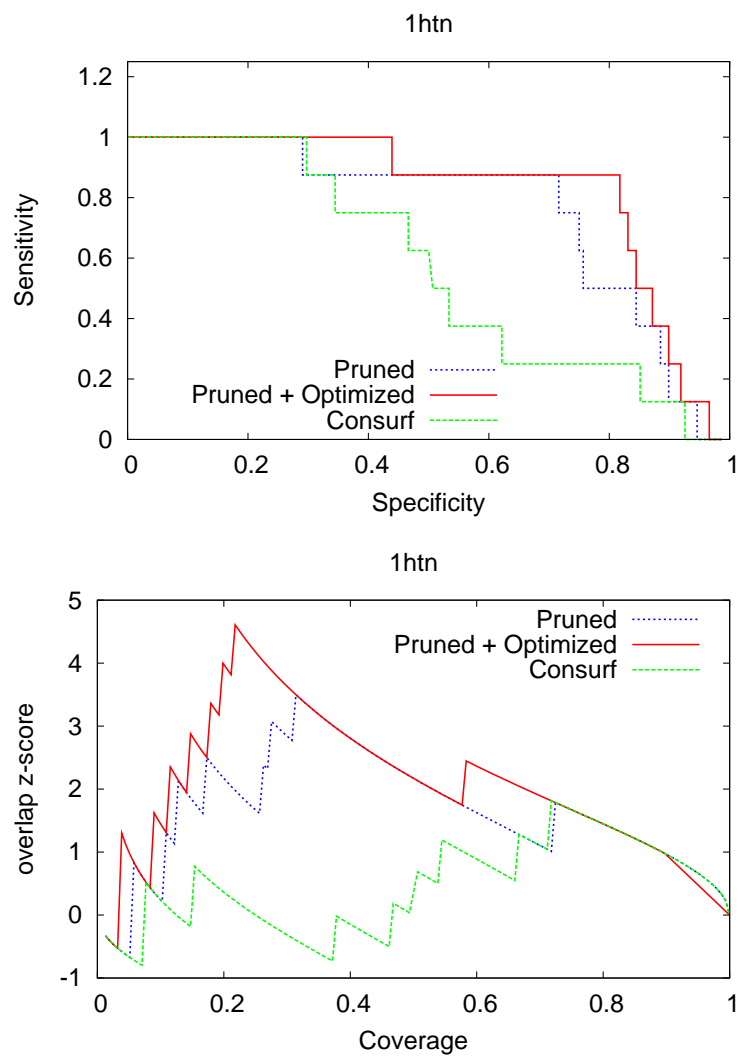 1htn
1.2
1
0.8
0.6
0.4
0.2
0
Sensitivity
Pruned
Pruned + Optimized
Consurf
0 0.2 0.4 0.6 0.8 1
Specificity
1htn
5
4
3
2
1
0
-1
overlap z-score
Pruned
Pruned + Optimized
Consurf
0 0.2 0.4 0.6 0.8 1
Coverage